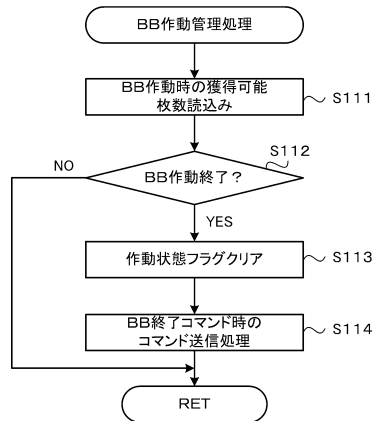 BB作動管理処理
BB作動時の獲得可能
枚数読込み
S111
S112
BB作動終了？
NO
YES
作動状態フラグクリア
S113
BB終了コマンド時の
コマンド送信処理
S114
RET